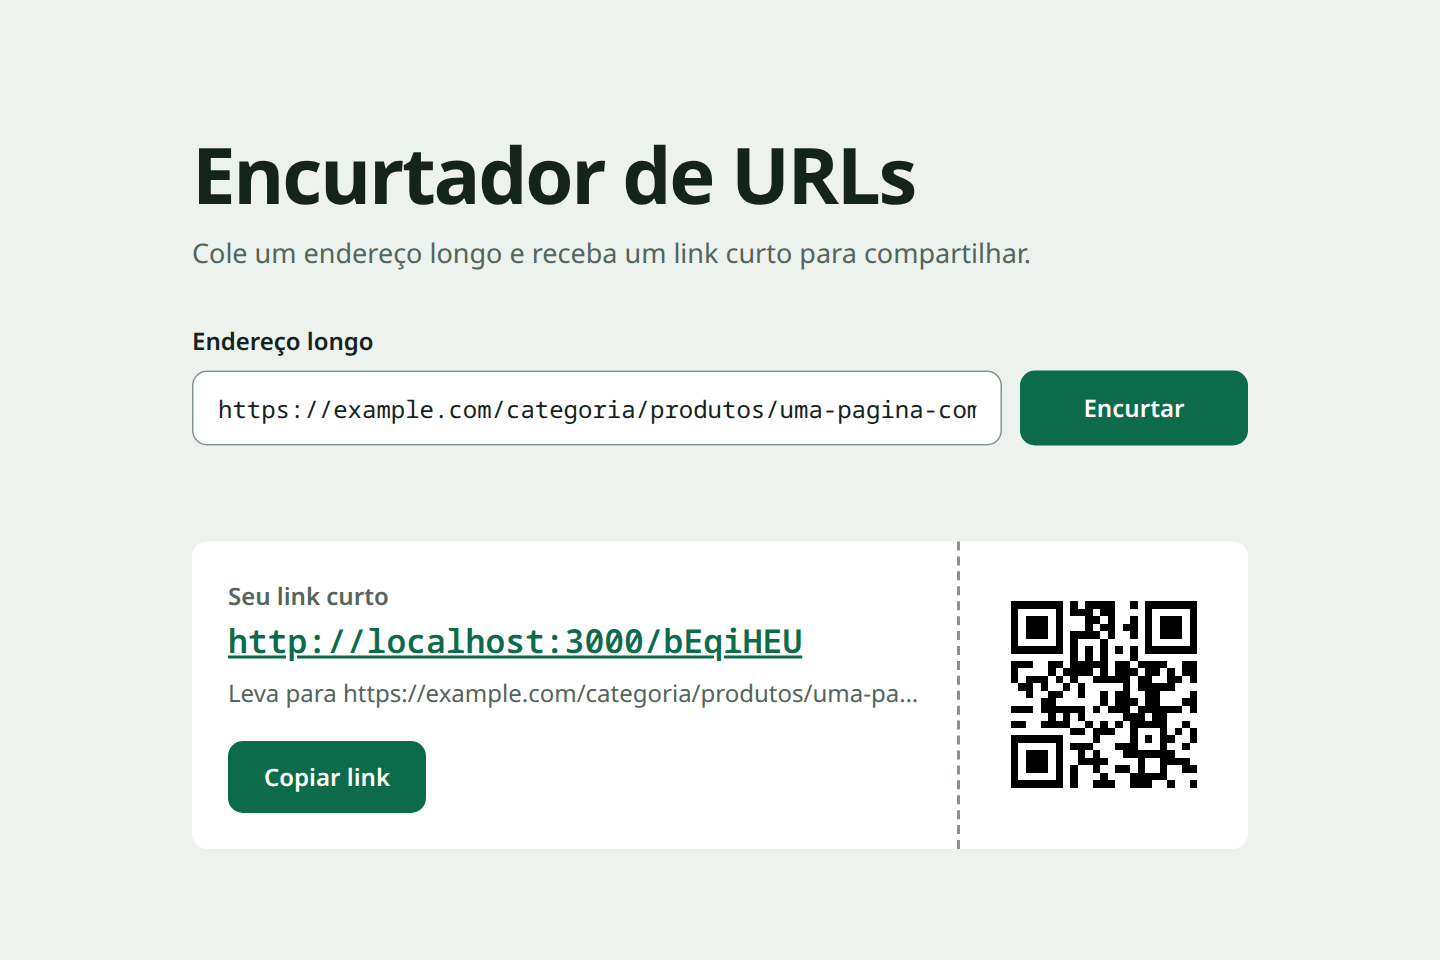 Encurtador de URLs
Cole um endereço longo e receba um link curto para compartilhar.
Endereço longo
https://example.com/categoria/produtos/uma-pagina-com
Encurtar
Seu link curto
http://localhost:3000/bEqiHEU
Leva para https://example.com/categoria/produtos/uma-pa...
Copiar link